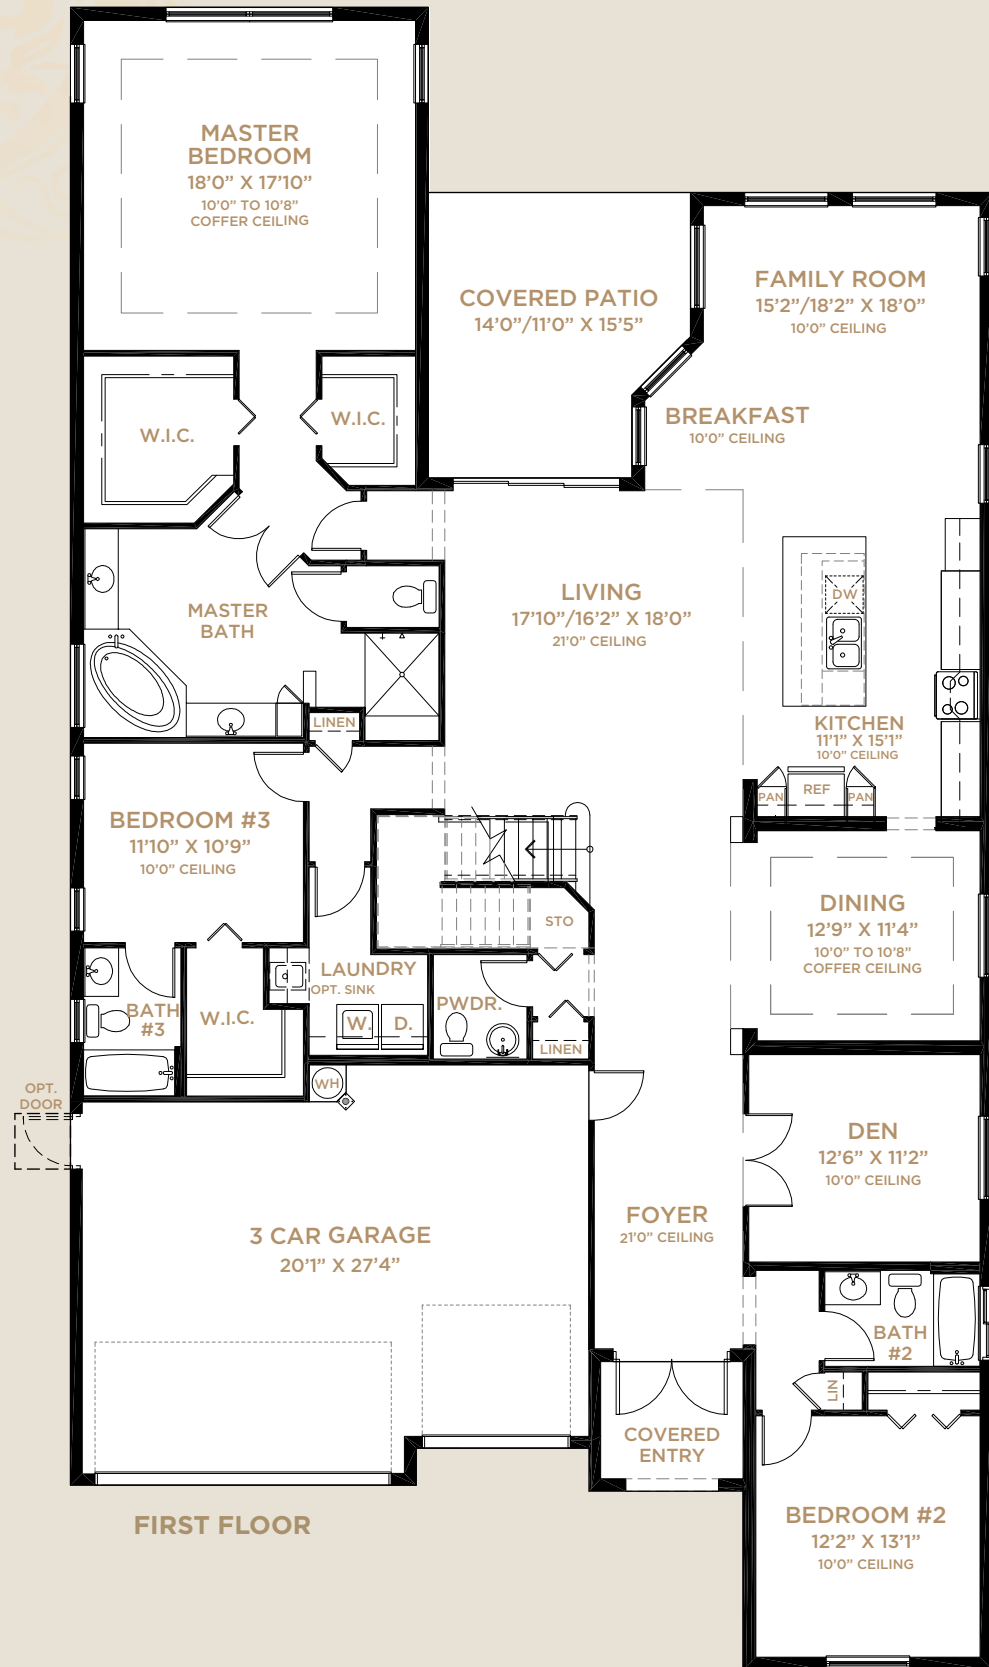 MASTER
BEDROOM
18'0" X 17'10"
10'0" TO 10'8"
COFFER CEILING
COVERED PATIO
14'0"/11'0" X 15'5"
FAMILY ROOM
15'2"/18'2" X 18'0"
10'0" CEILING
W.I.C.
W.I.C.
BREAKFAST
10'0" CEILING
LIVING
17'10"/16'2" X 18'0"
21'0" CEILING
DW
MASTER
BATH
LINEN
KITCHEN
11'1" X 15'1"
10'0" CEILING
PAN
REF
PAN
BEDROOM #3
11'10" X 10'9"
10'0" CEILING
STO
DINING
12'9" X 11'4"
10'0" TO 10'8"
COFFER CEILING
LAUNDRY
OPT. SINK
BATH
#3
W.I.C.
W.
D.
PWDR.
LINEN
WH
OPT.
DOOR
DEN
12'6" X 11'2"
10'0" CEILING
3 CAR GARAGE
20'1" X 27'4"
FOYER
21'0" CEILING
BATH
#2
LIN
COVERED
ENTRY
BEDROOM #2
12'2" X 13'1"
10'0" CEILING
FIRST FLOOR